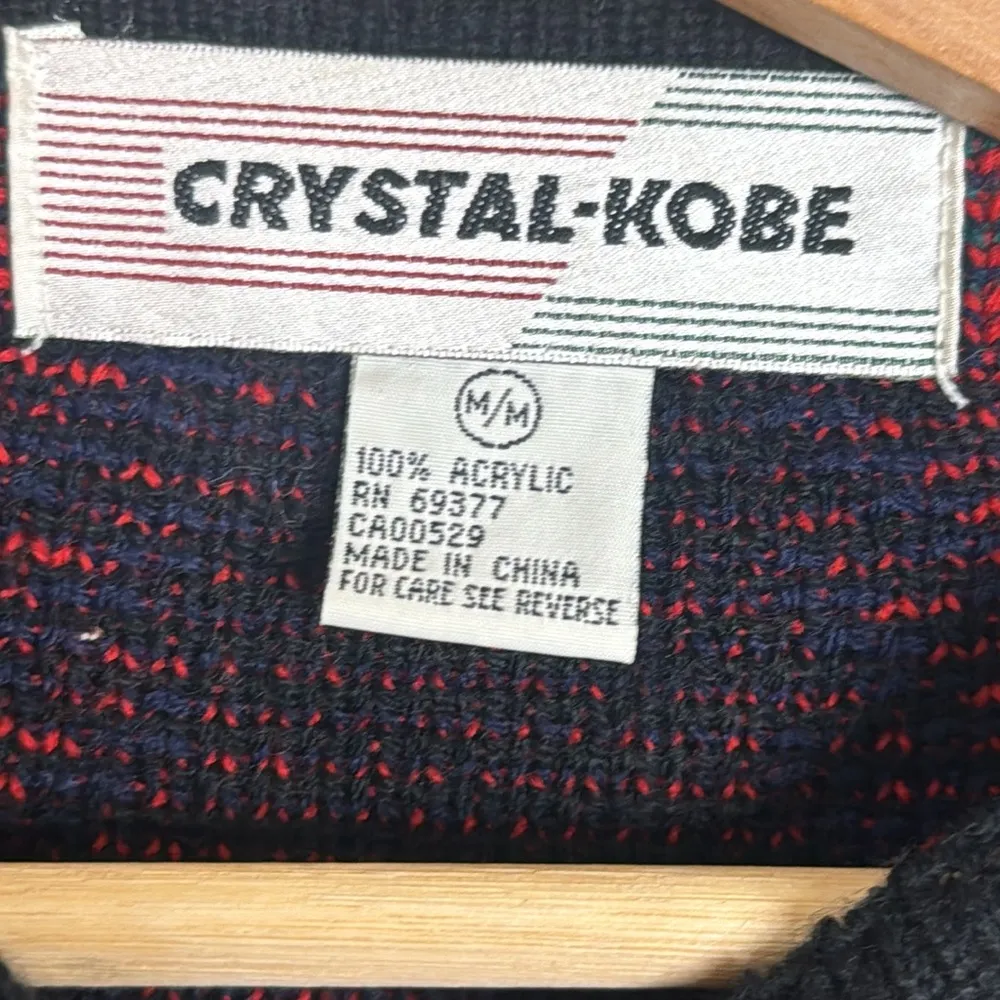 CRYSTAL-KOBE
M/M
100% ACRYLIC
RN 69377
CA00529
MADE IN CHINA
FOR CARE SEE REVERSE